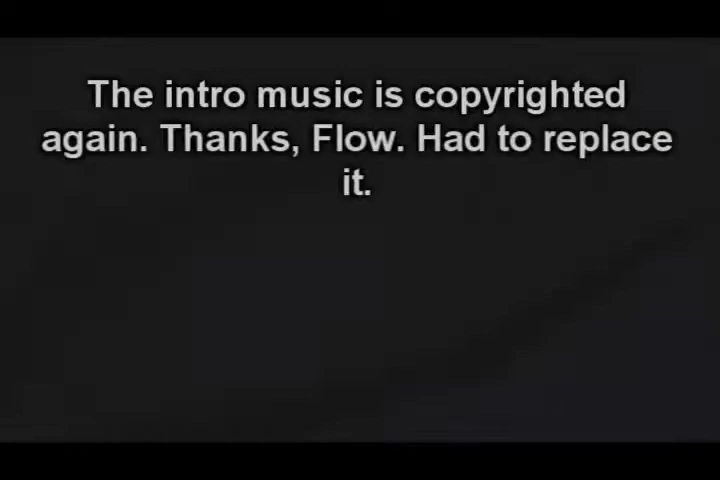 The intro music is copyrighted
again. Thanks, Flow. Had to replace
it.